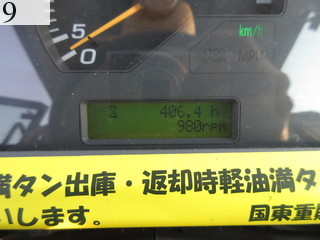 9
5
0
km/h
406.4 h
980rpm
満タン出庫・返却時軽油満タ
いします。 国東重